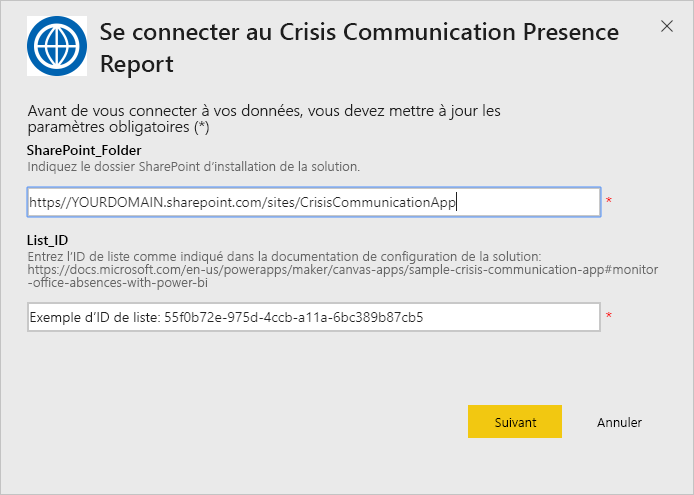 Se connecter au Crisis Communication Presence
Report
Avant de vous connecter à vos données, vous devez mettre à jour les
paramètres obligatoires (*)
SharePoint_Folder
Indiquez le dossier SharePoint d’installation de la solution.
https//YOURDOMAIN.sharepoint.com/sites/CrisisCommunicationApp *
List_ID
Entrez l’ID de liste comme indiqué dans la documentation de configuration de la solution:
https://docs.microsoft.com/en-us/powerapps/maker/canvas-apps/sample-crisis-communication-app#monitor
-office-absences-with-power-bi
Exemple d’ID de liste: 55f0b72e-975d-4ccb-a11a-6bc389b87cb5 *
Suivant Annuler